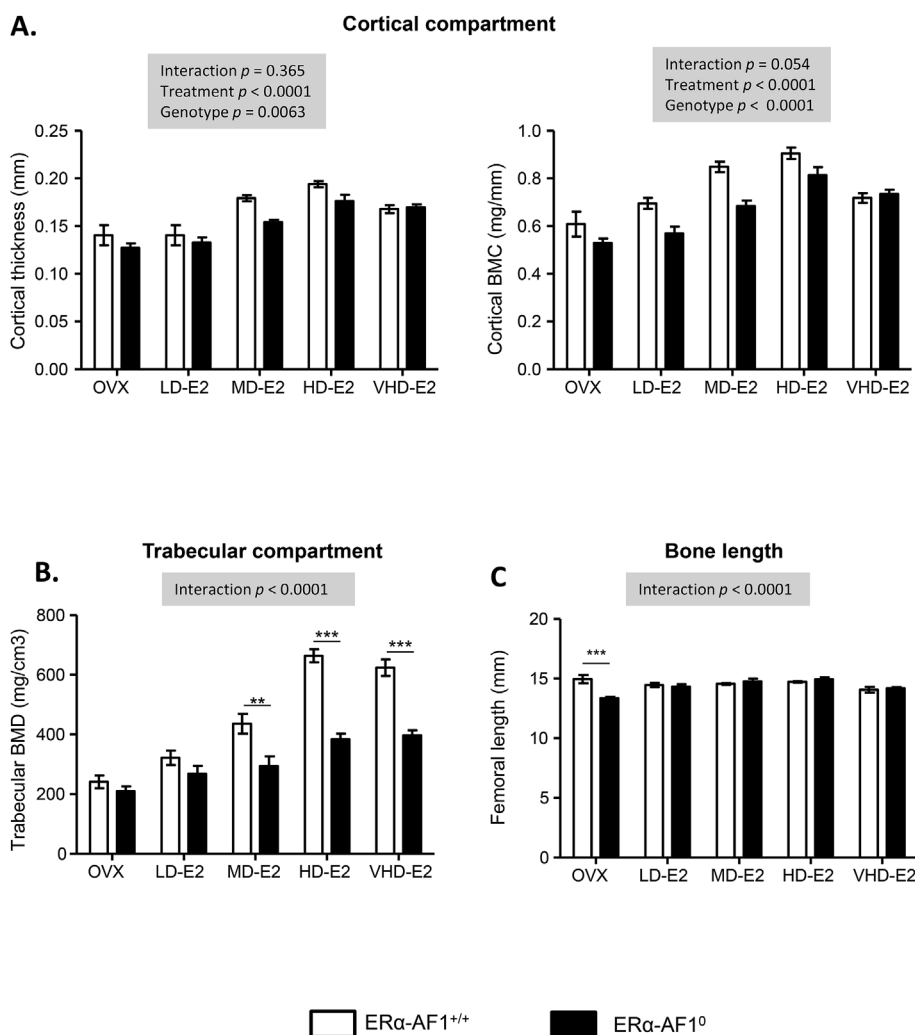 A.
Cortical compartment
Interaction p = 0.365
Treatment p < 0.0001
Genotype p = 0.0063
Cortical thickness (mm)
0.25
0.20
0.15
0.10
0.05
0.00
OVX LD-E2 MD-E2 HD-E2 VHD-E2
Interaction p = 0.054
Treatment p < 0.0001
Genotype p < 0.0001
Cortical BMC (mg/mm)
1.0
0.8
0.6
0.4
0.2
0.0
OVX LD-E2 MD-E2 HD-E2 VHD-E2
B.
Trabecular compartment
Interaction p < 0.0001
Trabecular BMD (mg/cm3)
800
600
400
200
0
** *** ***
OVX LD-E2 MD-E2 HD-E2 VHD-E2
C
Bone length
Interaction p < 0.0001
Femoral length (mm)
20
15
10
5
0
***
OVX LD-E2 MD-E2 HD-E2 VHD-E2
ERα-AF1+/+ ERα-AF1⁰